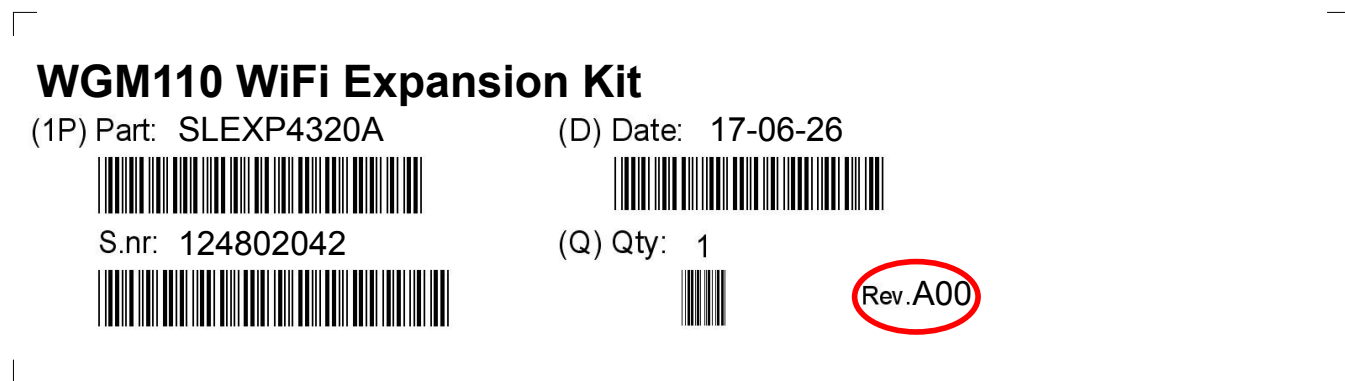 WGM110 WiFi Expansion Kit
(1P) Part: SLEXP4320A
(D) Date: 17-06-26
S.nr: 124802042
(Q) Qty: 1
Rev.A00